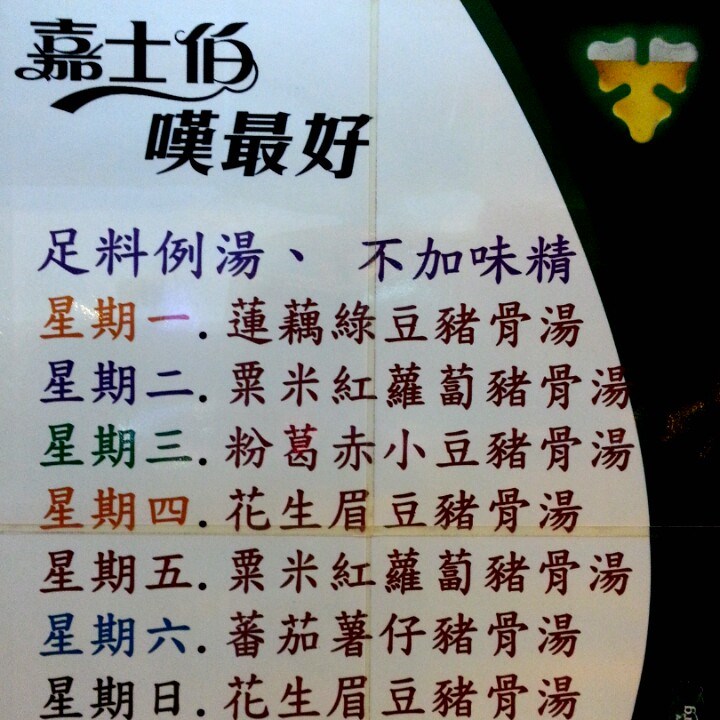 嘉士伯
嘆最好
足料例湯、 不加味精
星期一.蓮藕綠豆豬骨湯
星期二.粟米紅蘿蔔豬骨湯
星期三.粉葛赤小豆豬骨湯
星期四.花生眉豆豬骨湯
星期五.粟米紅蘿蔔豬骨湯
星期六.蕃茄薯仔豬骨湯
星期日.花生眉豆豬骨湯